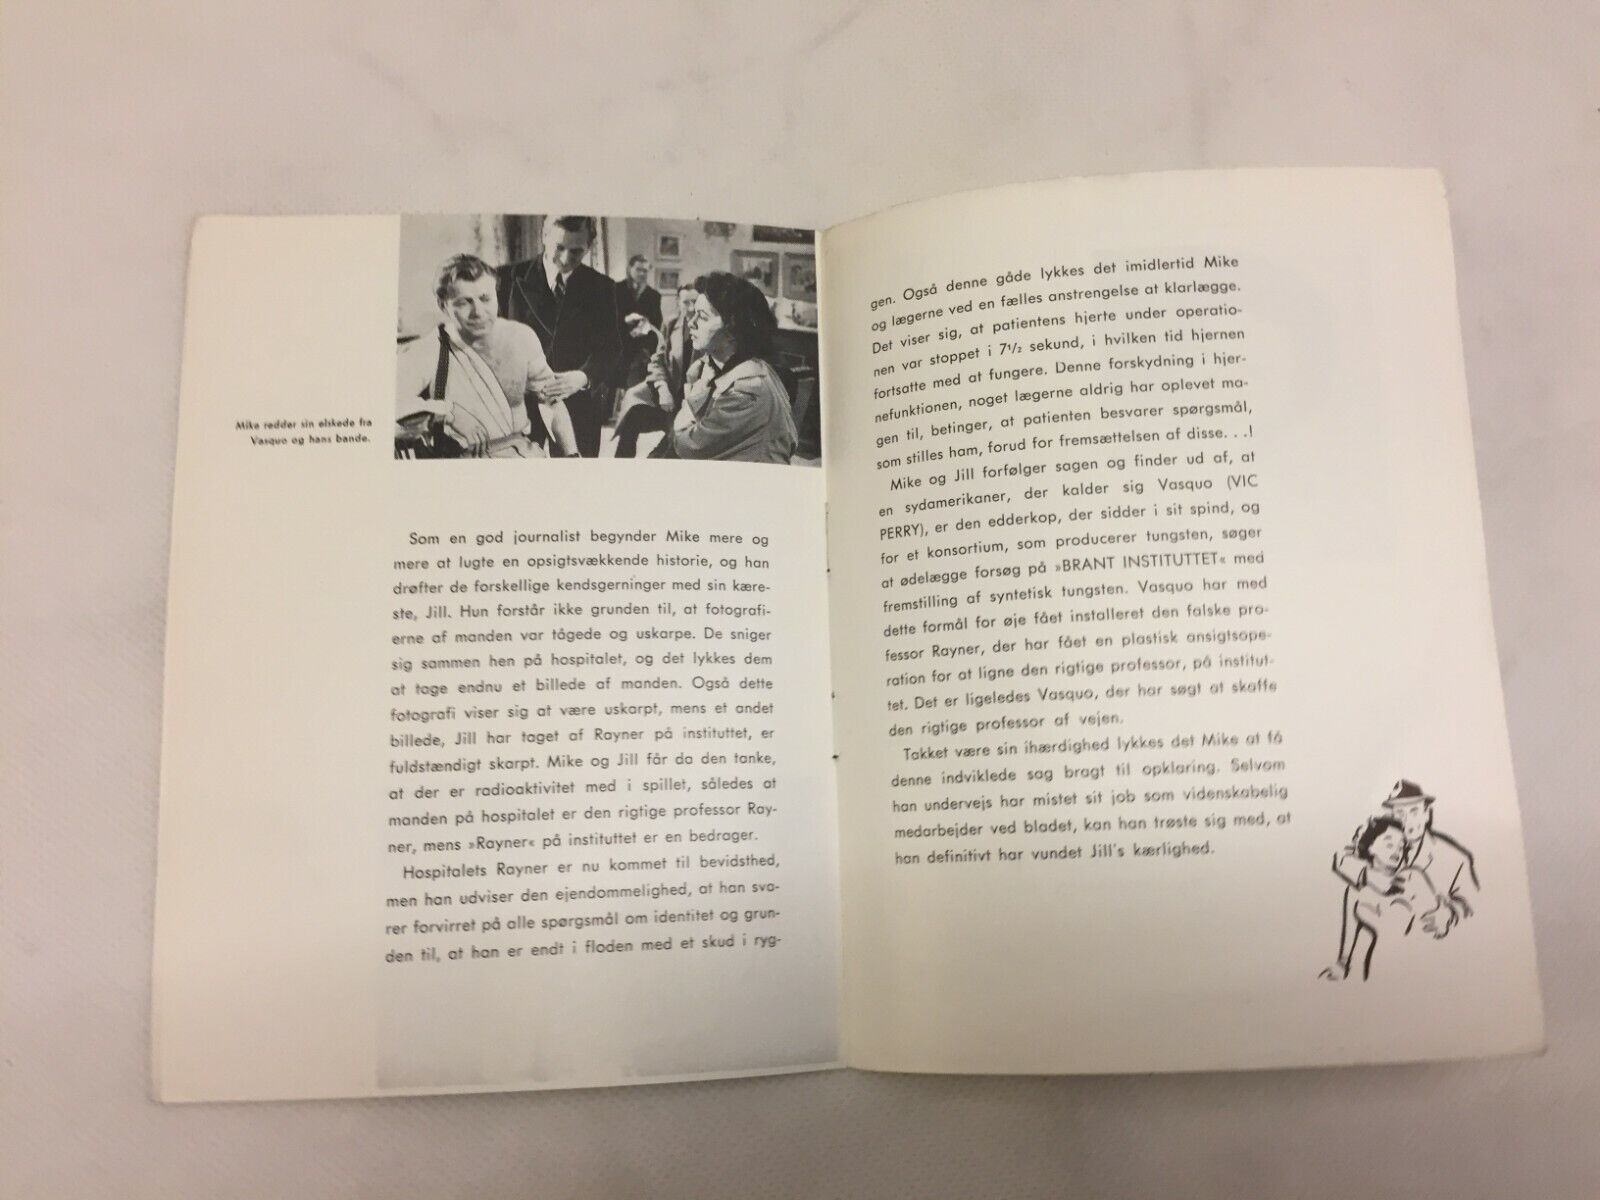 Mike redder sin elskede fra
Vasquo og hans bande.
Som en god journalist begynder Mike mere og
mere at lugte en opsigtsvækkende historie, og han
drøfter de forskellige kendsgerninger med sin kære-
ste, Jill. Hun forstår ikke grunden til, at fotografi-
erne af manden var tågede og uskarpe. De sniger
sig sammen hen på hospitalet, og det lykkes dem
at tage endnu et billede af manden. Også dette
fotografi viser sig at være uskarpt, mens et andet
billede, Jill har taget af Rayner på instituttet, er
fuldstændigt skarpt. Mike og Jill får da den tanke,
at der er radioaktivitet med i spillet, således at
manden på hospitalet er den rigtige professor Ray-
ner, mens »Rayner« på instituttet er en bedrager.
Hospitalets Rayner er nu kommet til bevidsthed,
men han udviser den ejendommelighed, at han sva-
rer forvirret på alle spørgsmål om identitet og grun-
den til, at han er endt i floden med et skud i ryg-
gen. Også denne gåde lykkes det imidlertid Mike
og lægerne ved en fælles anstrengelse at klarlægge.
Det viser sig, at patientens hjerte under operatio-
nen var stoppet i 7½ sekund, i hvilken tid hjernen
fortsatte med at fungere. Denne forskydning i hjer-
nefunktionen, noget lægerne aldrig har oplevet ma-
gen til, betinger, at patienten besvarer spørgsmål,
som stilles ham, forud for fremsættelsen af disse. . .!
Mike og Jill forfølger sagen og finder ud af, at
en sydamerikaner, der kalder sig Vasquo (VIC
PERRY), er den edderkop, der sidder i sit spind, og
for et konsortium, som producerer tungsten, søger
at ødelægge forsøg på »BRANT INSTITUTTET« med
fremstilling af syntetisk tungsten. Vasquo har med
dette formål for øje fået installeret den falske pro-
fessor Rayner, der har fået en plastisk ansigtsope-
ration for at ligne den rigtige professor, på institut-
tet. Det er ligeledes Vasquo, der har søgt at skaffe
den rigtige professor af vejen.
Takket være sin ihærdighed lykkes det Mike at få
denne indviklede sag bragt til opklaring. Selvom
han undervejs har mistet sit job som videnskabelig
medarbejder ved bladet, kan han trøste sig med, at
han definitivt har vundet Jill's kærlighed.